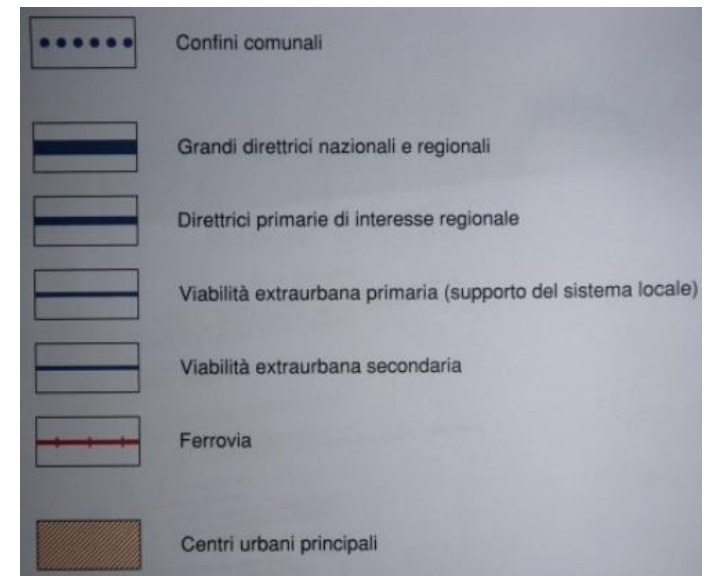 Confini comunali
Grandi direttrici nazionali e regionali
Direttrici primarie di interesse regionale
Viabilità extraurbana primaria (supporto del sistema locale)
Viabilità extraurbana secondaria
Ferrovia
Centri urbani principali